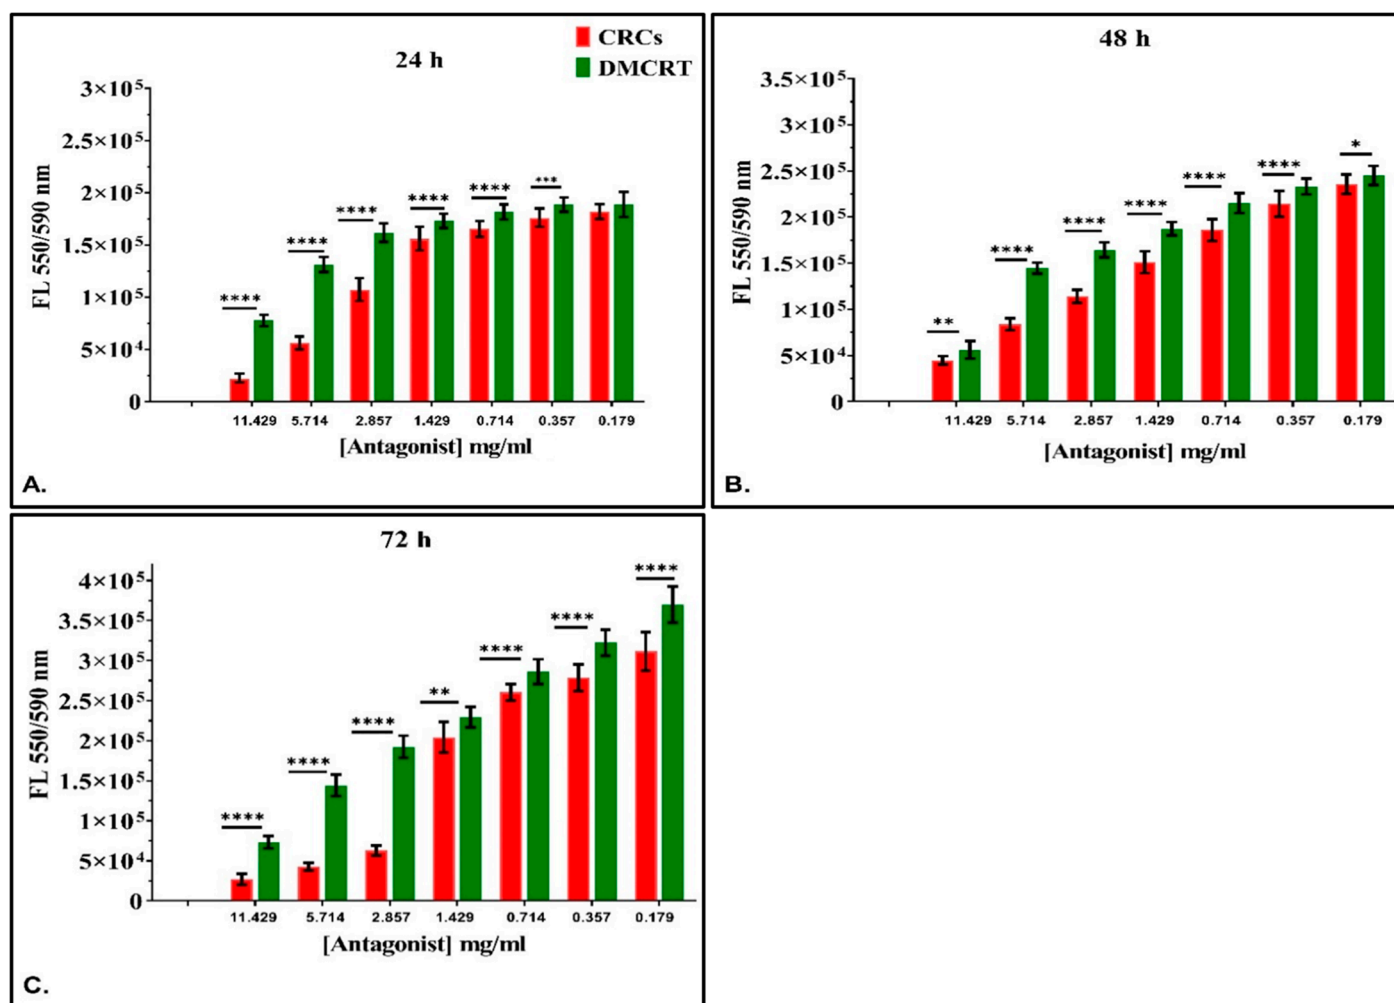 24 h
CRCs
DMCRT
3×10⁵
2.5×10⁵
2×10⁵
1.5×10⁵
1×10⁵
5×10⁴
0
FL 550/590 nm
**** **** **** **** **** ***
11.429 5.714 2.857 1.429 0.714 0.357 0.179
[Antagonist] mg/ml
A.
48 h
3.5×10⁵
3×10⁵
2.5×10⁵
2×10⁵
1.5×10⁵
1×10⁵
5×10⁴
0
FL 550/590 nm
** **** **** **** **** **** *
11.429 5.714 2.857 1.429 0.714 0.357 0.179
[Antagonist] mg/ml
B.
72 h
4×10⁵
3.5×10⁵
3×10⁵
2.5×10⁵
2×10⁵
1.5×10⁵
1×10⁵
5×10⁴
0
FL 550/590 nm
**** **** **** ** **** **** ****
11.429 5.714 2.857 1.429 0.714 0.357 0.179
[Antagonist] mg/ml
C.